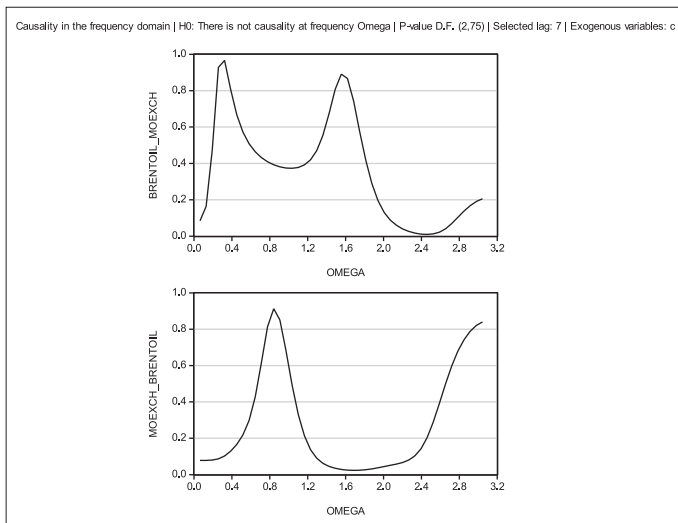 Causality in the frequency domain | H0: There is not causality at frequency Omega | P-value D.F. (2,75) | Selected lag: 7 | Exogenous variables: c
1.0
0.8
0.6
0.4
0.2
0.0
BRENTOIL_MOEXCH
0.0 0.4 0.8 1.2 1.6 2.0 2.4 2.8 3.2
OMEGA
1.0
0.8
0.6
0.4
0.2
0.0
MOEXCH_BRENTOIL
0.0 0.4 0.8 1.2 1.6 2.0 2.4 2.8 3.2
OMEGA